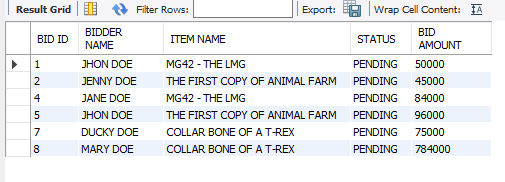 Result Grid Filter Rows: Export: Wrap Cell Content:
BID ID BIDDER NAME ITEM NAME STATUS BID AMOUNT
1 JHON DOE MG42 - THE LMG PENDING 50000
2 JENNY DOE THE FIRST COPY OF ANIMAL FARM PENDING 45000
4 JANE DOE MG42 - THE LMG PENDING 84000
5 JHON DOE THE FIRST COPY OF ANIMAL FARM PENDING 96000
7 DUCKY DOE COLLAR BONE OF A T-REX PENDING 75000
8 MARY DOE COLLAR BONE OF A T-REX PENDING 784000